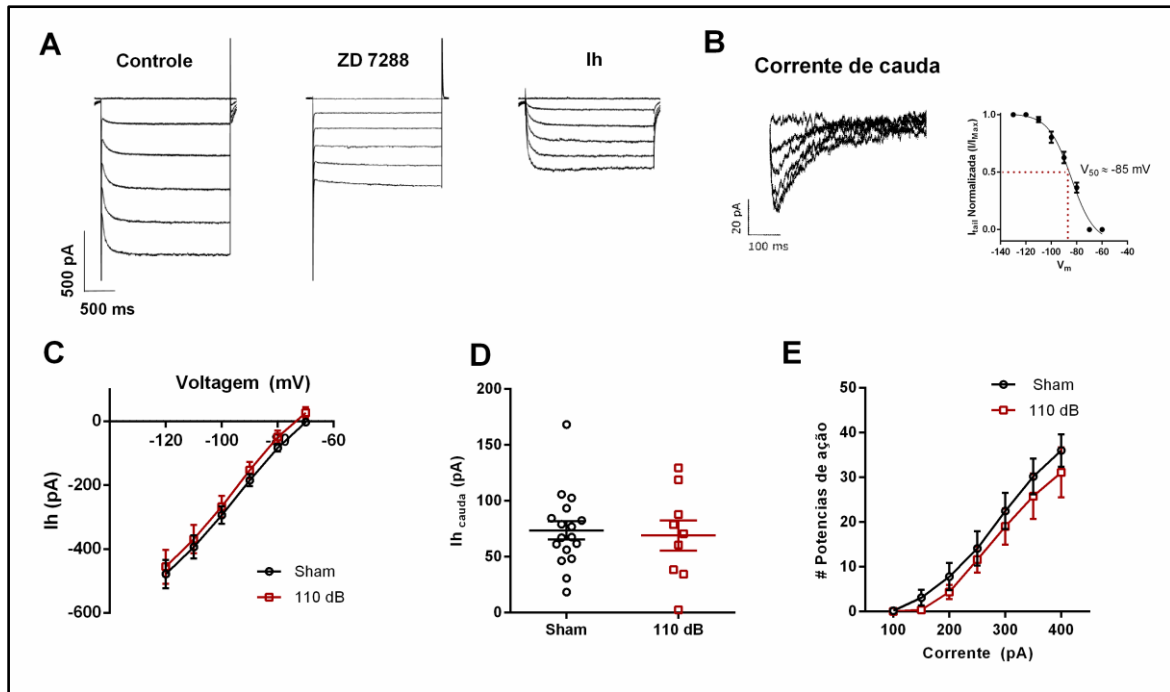 A
Controle
ZD 7288
Ih
500 pA
500 ms
B
Corrente de cauda
20 pA
100 ms
I_tail Normalizada (I/I_Max)
1.0
0.5
0.0
V_50 ≈ -85 mV
-140 -120 -100 -80 -60 -40
V_m
C
Voltagem (mV)
-120 -100 -80 -60
0
-200
-400
-600
Ih (pA)
Sham
110 dB
D
Ih cauda (pA)
200
150
100
50
0
Sham 110 dB
E
# Potencias de ação
50
40
30
20
10
0
Sham
110 dB
100 200 300 400
Corrente (pA)